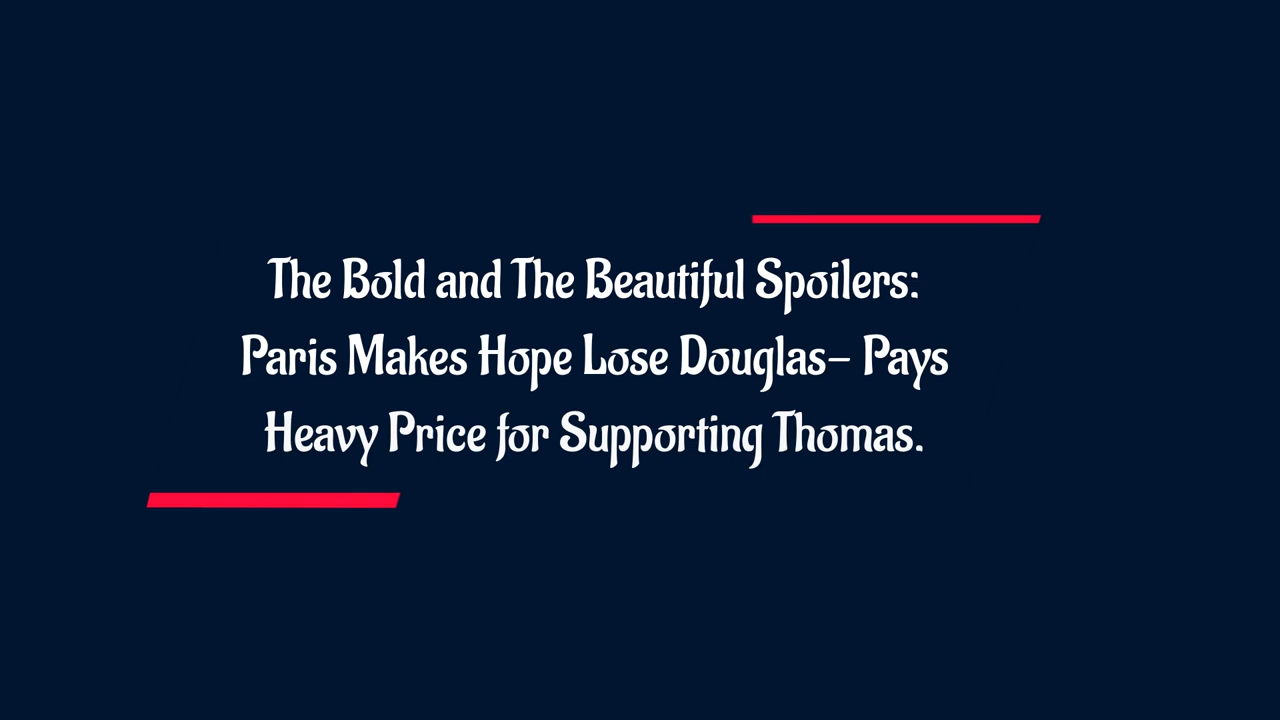 The Bold and The Beautiful Spoilers:
Paris Makes Hope Lose Douglas– Pays
Heavy Price for Supporting Thomas.